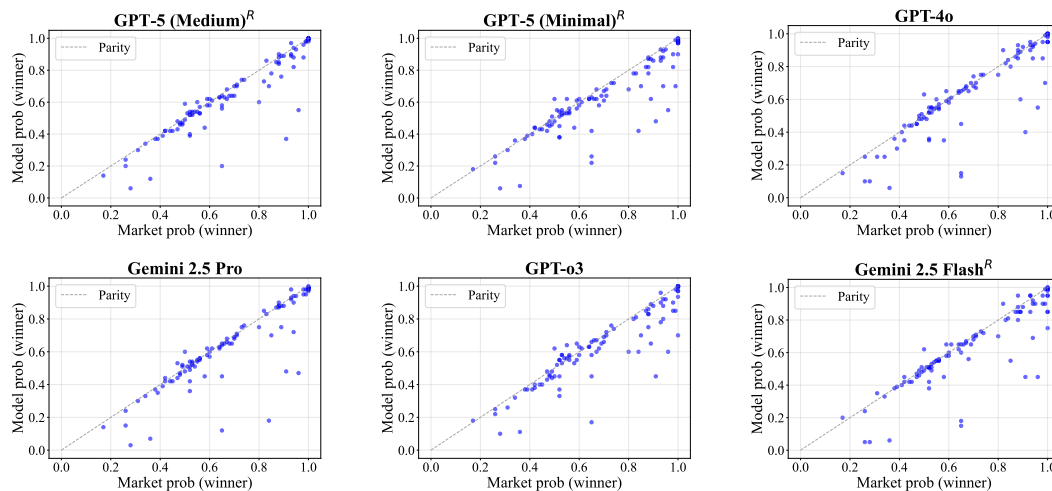 GPT-5 (Medium)^R
1.0
0.8
0.6
0.4
0.2
0.0
Model prob (winner)
Parity
0.0 0.2 0.4 0.6 0.8 1.0
Market prob (winner)
GPT-5 (Minimal)^R
1.0
0.8
0.6
0.4
0.2
0.0
Model prob (winner)
Parity
0.0 0.2 0.4 0.6 0.8 1.0
Market prob (winner)
GPT-4o
1.0
0.8
0.6
0.4
0.2
0.0
Model prob (winner)
Parity
0.0 0.2 0.4 0.6 0.8 1.0
Market prob (winner)
Gemini 2.5 Pro
1.0
0.8
0.6
0.4
0.2
0.0
Model prob (winner)
Parity
0.0 0.2 0.4 0.6 0.8 1.0
Market prob (winner)
GPT-o3
1.0
0.8
0.6
0.4
0.2
0.0
Model prob (winner)
Parity
0.0 0.2 0.4 0.6 0.8 1.0
Market prob (winner)
Gemini 2.5 Flash^R
1.0
0.8
0.6
0.4
0.2
0.0
Model prob (winner)
Parity
0.0 0.2 0.4 0.6 0.8 1.0
Market prob (winner)